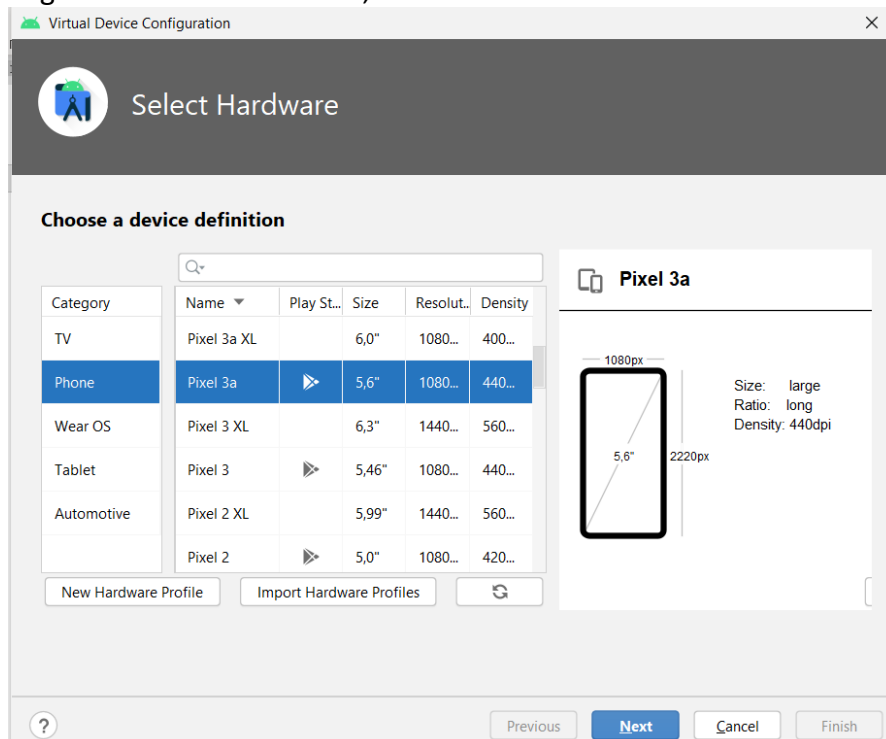 Virtual Device Configuration
Select Hardware
Choose a device definition
Category
TV
Phone
Wear OS
Tablet
Automotive
Name Play St... Size Resolut... Density
Pixel 3a XL 6,0" 1080... 400...
Pixel 3a 5,6" 1080... 440...
Pixel 3 XL 6,3" 1440... 560...
Pixel 3 5,46" 1080... 440...
Pixel 2 XL 5,99" 1440... 560...
Pixel 2 5,0" 1080... 420...
New Hardware Profile Import Hardware Profiles
Pixel 3a
1080px
5,6" 2220px
Size: large
Ratio: long
Density: 440dpi
? Previous Next Cancel Finish